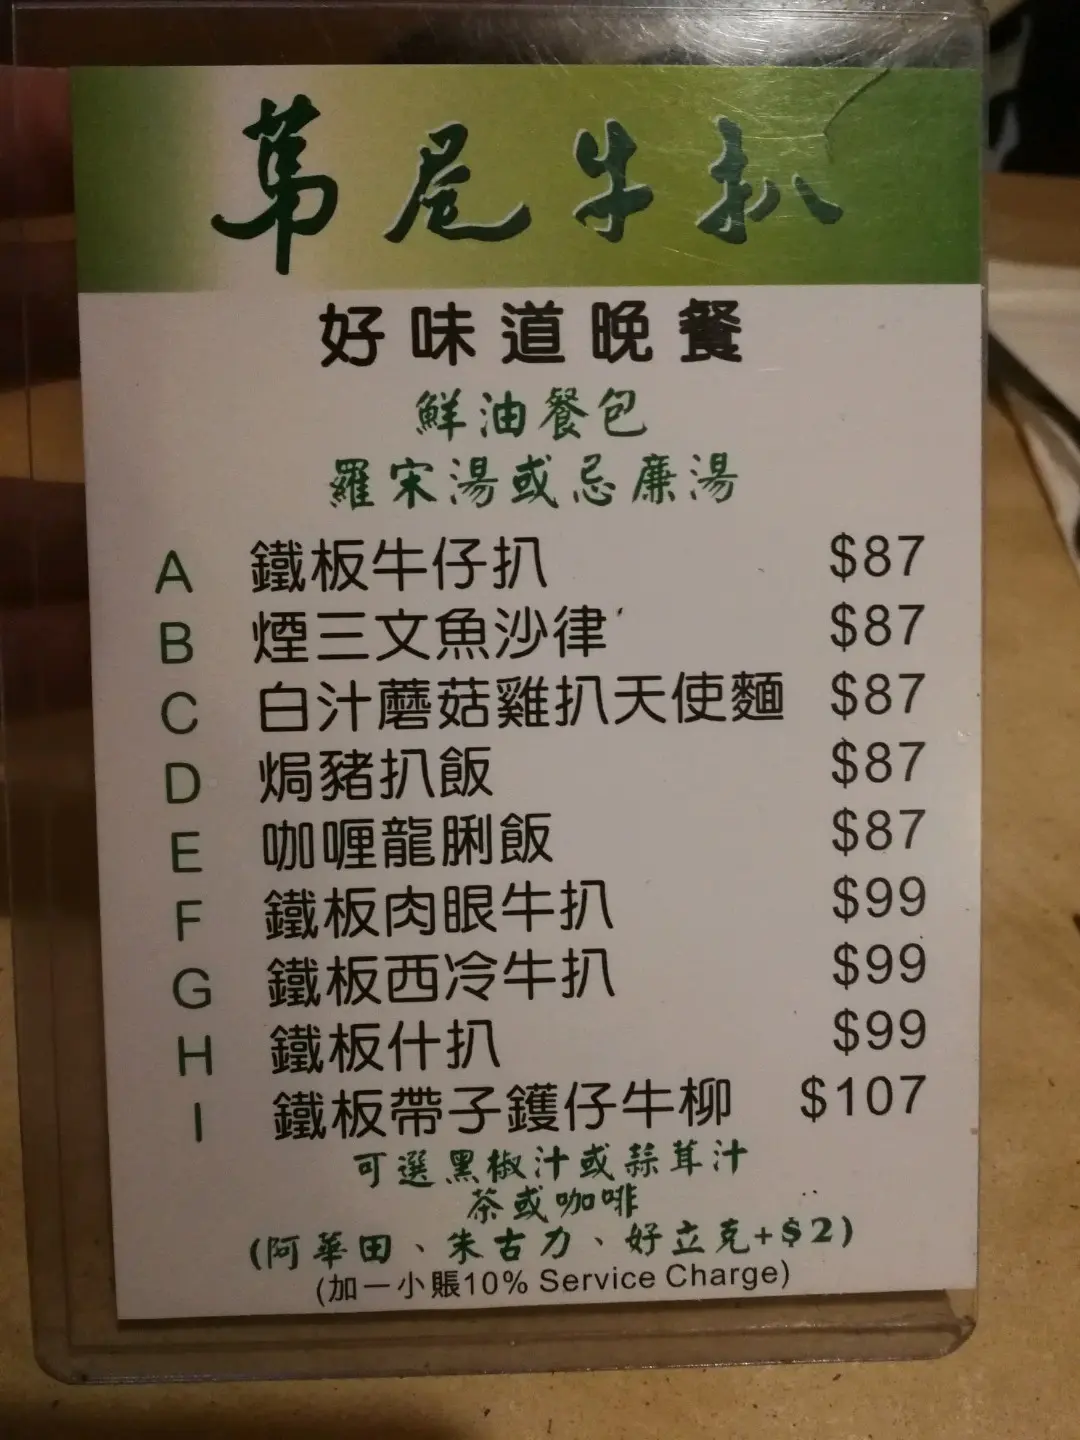 牛扒
好味道晚餐
鮮油餐包
羅宋湯或忌廉湯
A 鐵板牛仔扒 $87
B 煙三文魚沙律 $87
C 白汁蘑菇雞扒天使麵 $87
D 焗豬扒飯 $87
E 咖喱龍脷飯 $87
F 鐵板肉眼牛扒 $99
G 鐵板西冷牛扒 $99
H 鐵板什扒 $99
I 鐵板帶子鑊仔牛柳 $107
可選黑椒汁或蒜茸汁
茶或咖啡
(阿華田、朱古力、好立克+$2)
(加一小賬10% Service Charge)